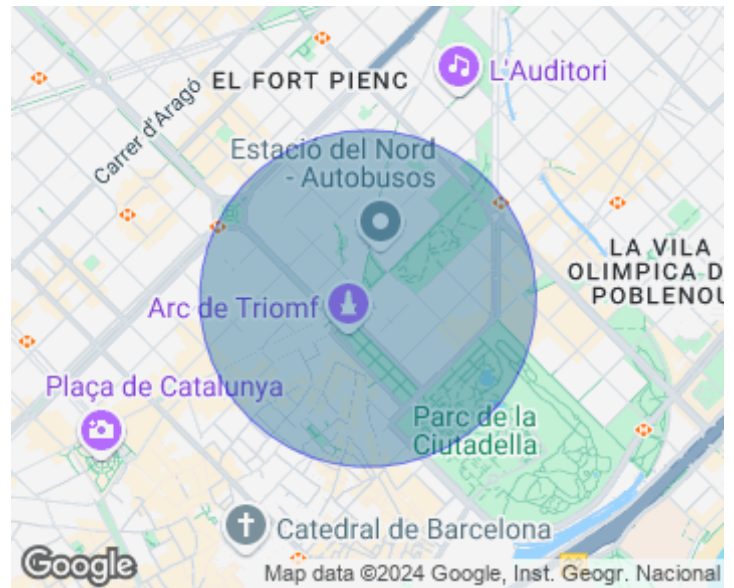 EL FORT PIENC
L'Auditori
Carrer d'Aragó
Estació del Nord
- Autobusos
LA VILA
OLIMPICA D
POBLENOU
Arc de Triomf
Plaça de Catalunya
Parc de la
Ciutadella
Catedral de Barcelona
Google
Map data ©2024 Google, Inst. Geogr. Nacional